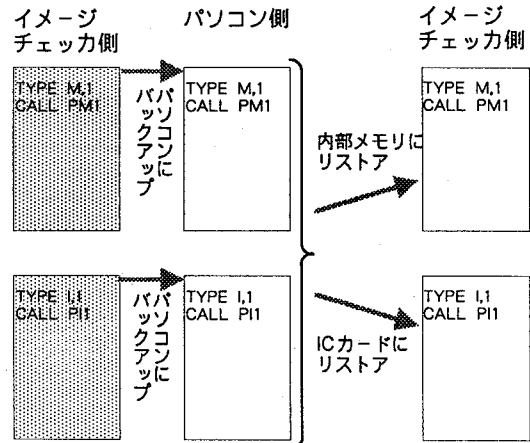 イメージ
チェッカ側
パソコン側
イメージ
チェッカ側
TYPE M,1
CALL PM1
パソコンに
バックアップ
TYPE M,1
CALL PM1
内部メモリに
リストア
TYPE M,1
CALL PM1
TYPE I,1
CALL PI1
パソコンに
バックアップ
TYPE I,1
CALL PI1
ICカードに
リストア
TYPE I,1
CALL PI1